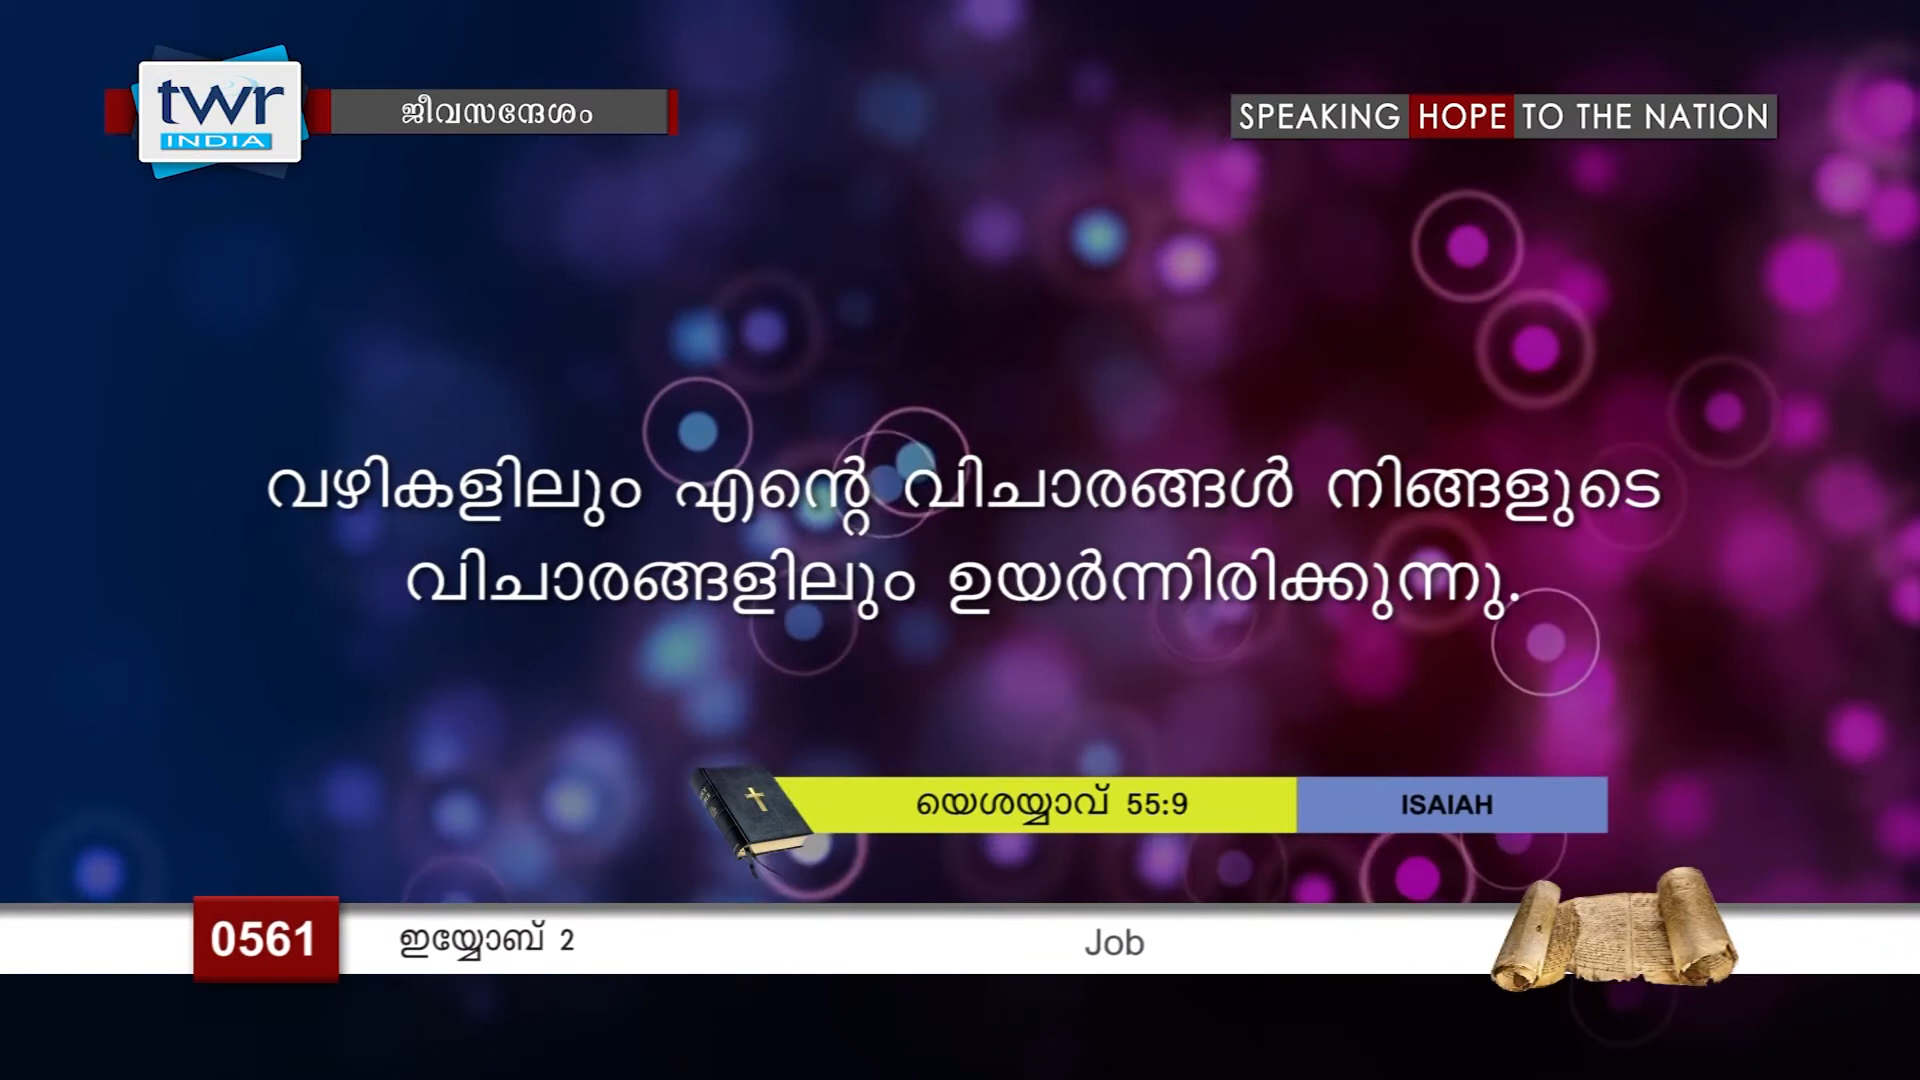 twr
INDIA
ജീവസന്ദേശം
SPEAKING HOPE TO THE NATION
വഴികളിലും എന്റെ വിചാരങ്ങൾ നിങ്ങളുടെ
വിചാരങ്ങളിലും ഉയർന്നിരിക്കുന്നു.
യെശയ്യാവ് 55:9
ISAIAH
0561
ഇയ്യോബ് 2
Job